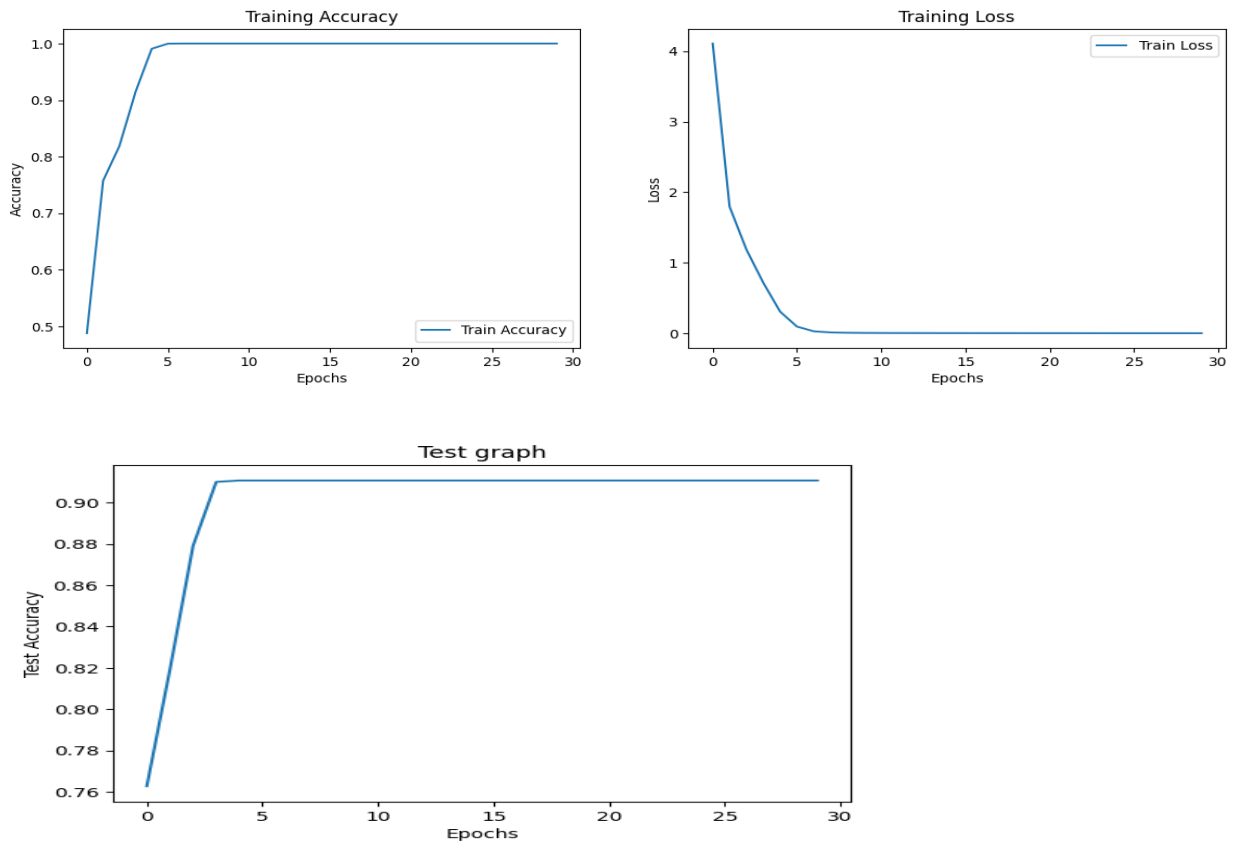 Training Accuracy
1.0
0.9
0.8
0.7
0.6
0.5
Accuracy
Train Accuracy
0 5 10 15 20 25 30
Epochs
Training Loss
Train Loss
4
3
2
1
0
Loss
0 5 10 15 20 25 30
Epochs
Test graph
0.90
0.88
0.86
0.84
0.82
0.80
0.78
0.76
Test Accuracy
0 5 10 15 20 25 30
Epochs